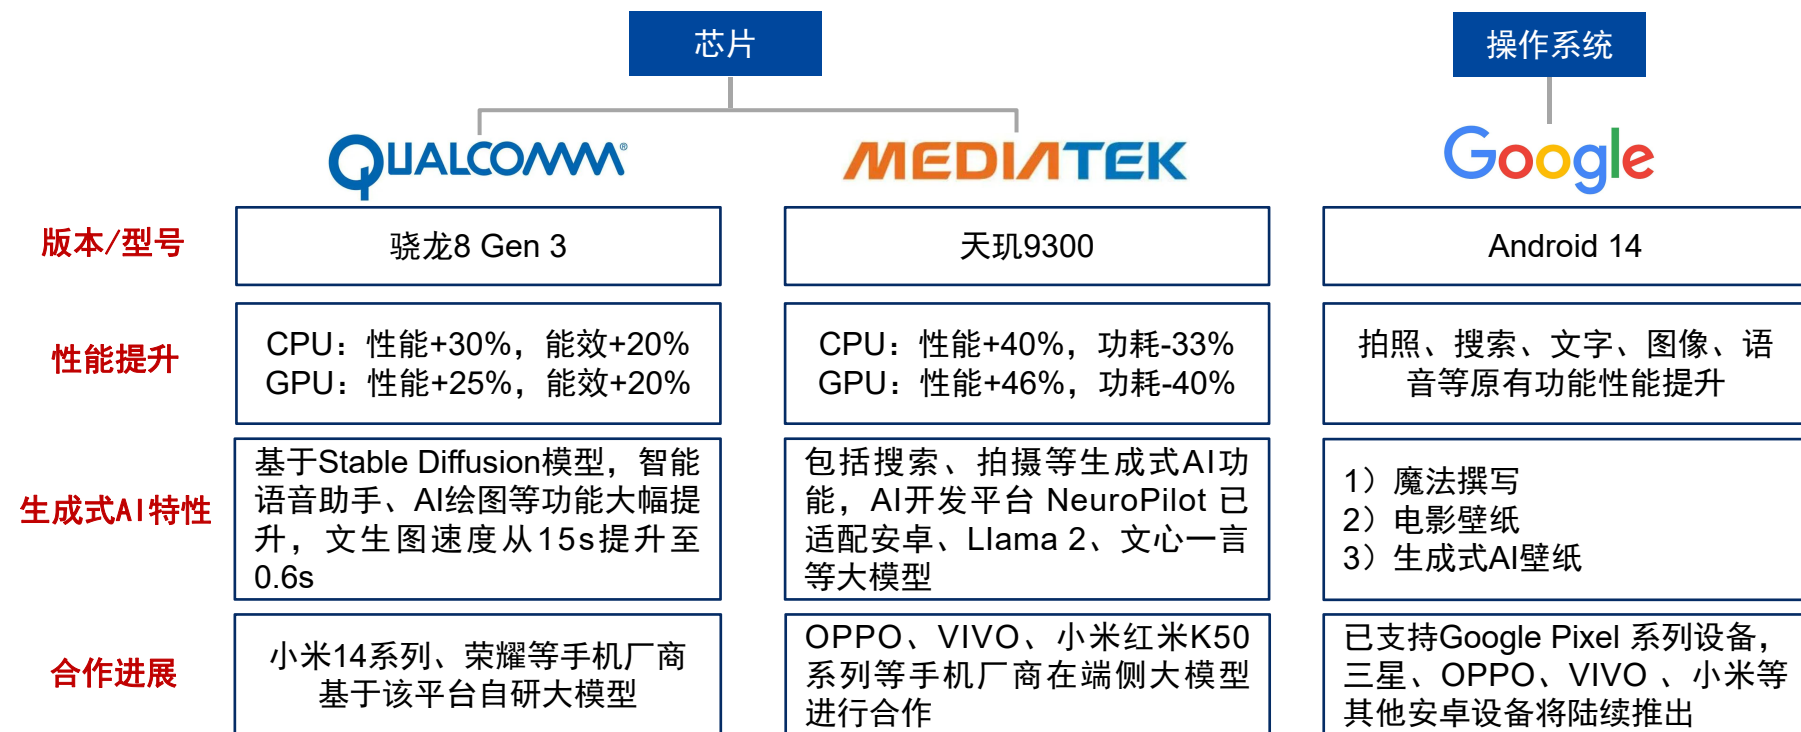 芯片
操作系统
QUALCOMM®
MEDIATEK
Google
版本/型号
骁龙8 Gen 3
天玑9300
Android 14
性能提升
CPU：性能+30%，能效+20%
GPU：性能+25%，能效+20%
CPU：性能+40%，功耗-33%
GPU：性能+46%，功耗-40%
拍照、搜索、文字、图像、语
音等原有功能性能提升
生成式AI特性
基于Stable Diffusion模型，智能
语音助手、AI绘图等功能大幅提
升，文生图速度从15s提升至
0.6s
包括搜索、拍摄等生成式AI功
能，AI开发平台 NeuroPilot 已
适配安卓、Llama 2、文心一言
等大模型
1）魔法撰写
2）电影壁纸
3）生成式AI壁纸
合作进展
小米14系列、荣耀等手机厂商
基于该平台自研大模型
OPPO、VIVO、小米红米K50
系列等手机厂商在端侧大模型
进行合作
已支持Google Pixel 系列设备，
三星、OPPO、VIVO 、小米等
其他安卓设备将陆续推出